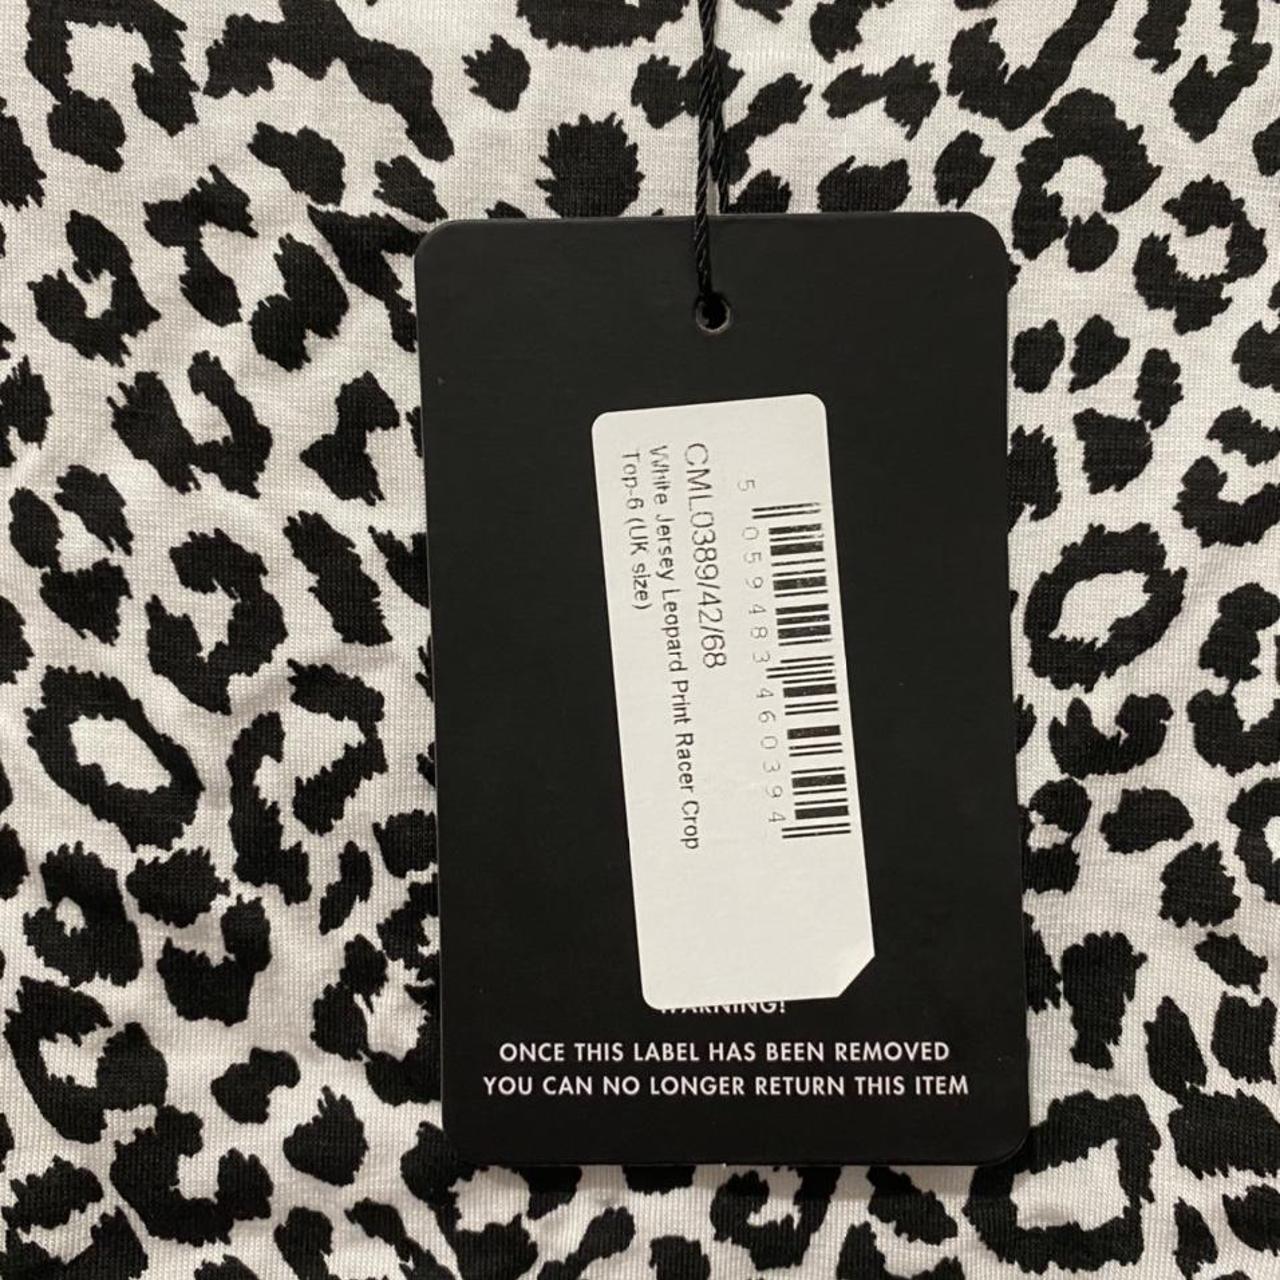 5 059483 460394
CML0389/42/68
White Jersey Leopard Print Racer Crop
Top-6 (UK size)
WARNING!
ONCE THIS LABEL HAS BEEN REMOVED
YOU CAN NO LONGER RETURN THIS ITEM